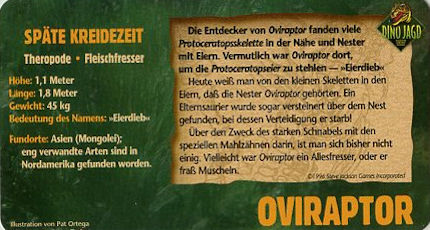 SPÄTE KREIDEZEIT
Theropode • Fleischfresser
Höhe: 1,1 Meter
Länge: 1,8 Meter
Gewicht: 45 kg
Bedeutung des Namens: »Eierdieb«
Fundorte: Asien (Mongolei);
eng verwandte Arten sind in
Nordamerika gefunden worden.
Illustration von Pat Ortega
Die Entdecker von Oviraptor fanden viele
Protoceratopsskelette in der Nähe und Nester
mit Eiern. Vermutlich war Oviraptor dort,
um die Protoceratopseier zu stehlen — »Eierdieb«
Heute weiß man von den kleinen Skeletten in den
Eiern, daß die Nester Oviraptor gehörten. Ein
Elternsaurier wurde sogar versteinert über dem Nest
gefunden, bei dessen Verteidigung er starb!
Über den Zweck des starken Schnabels mit den
speziellen Mahlzähnen darin, ist man sich bisher nicht
einig. Vielleicht war Oviraptor ein Allesfresser, oder er
fraß Muscheln.
©1996 Steve Jackson Games Incorporated
DINO JAGD
OVIRAPTOR